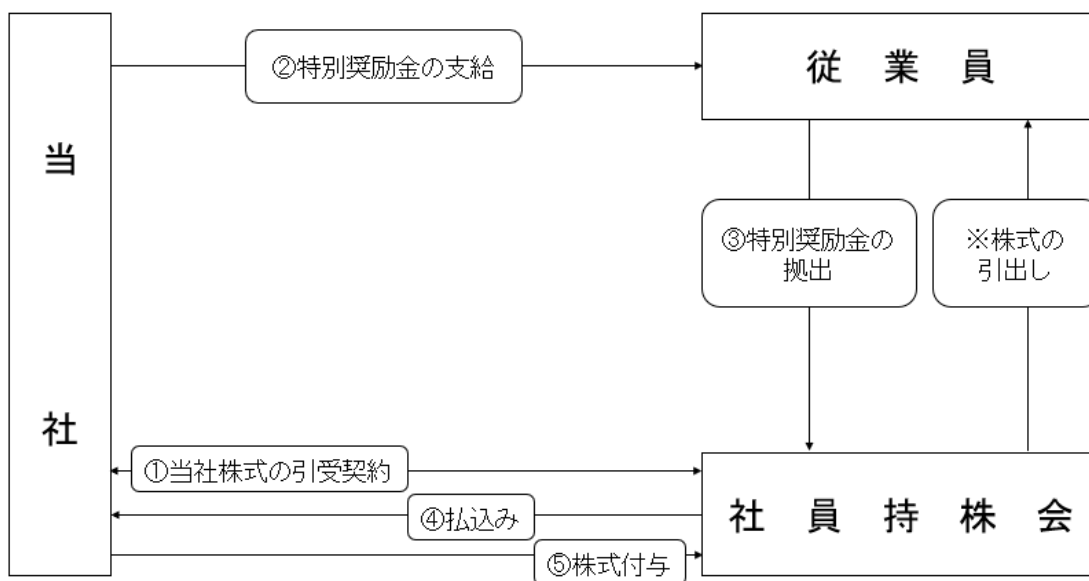 ②特別奨励金の支給
従業員
当社
③特別奨励金の
拠出
※株式の
引出し
①当社株式の引受契約
④払込み
⑤株式付与
社員持株会